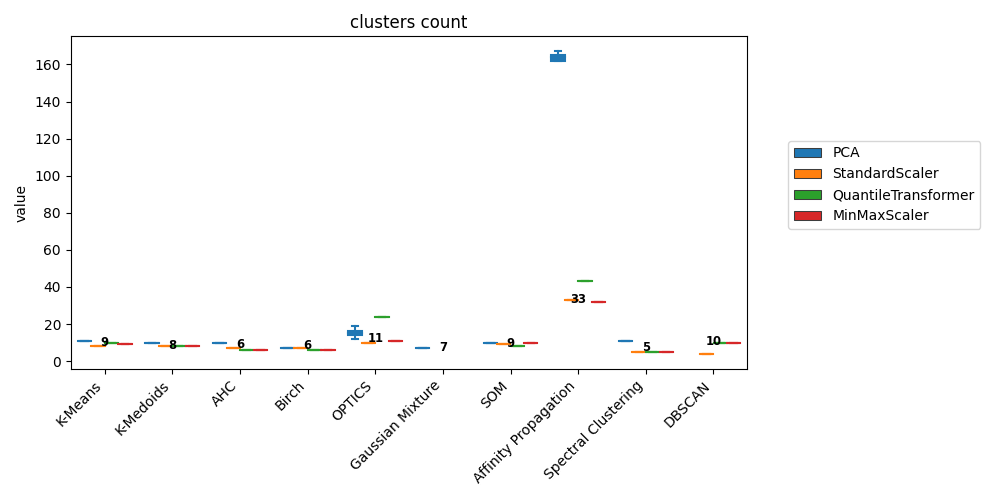 clusters count
value
160
140
120
100
80
60
40
20
0
9
8
6
6
11
7
9
33
5
10
K-Means
K-Medoids
AHC
Birch
OPTICS
Gaussian Mixture
SOM
Affinity Propagation
Spectral Clustering
DBSCAN
PCA
StandardScaler
QuantileTransformer
MinMaxScaler